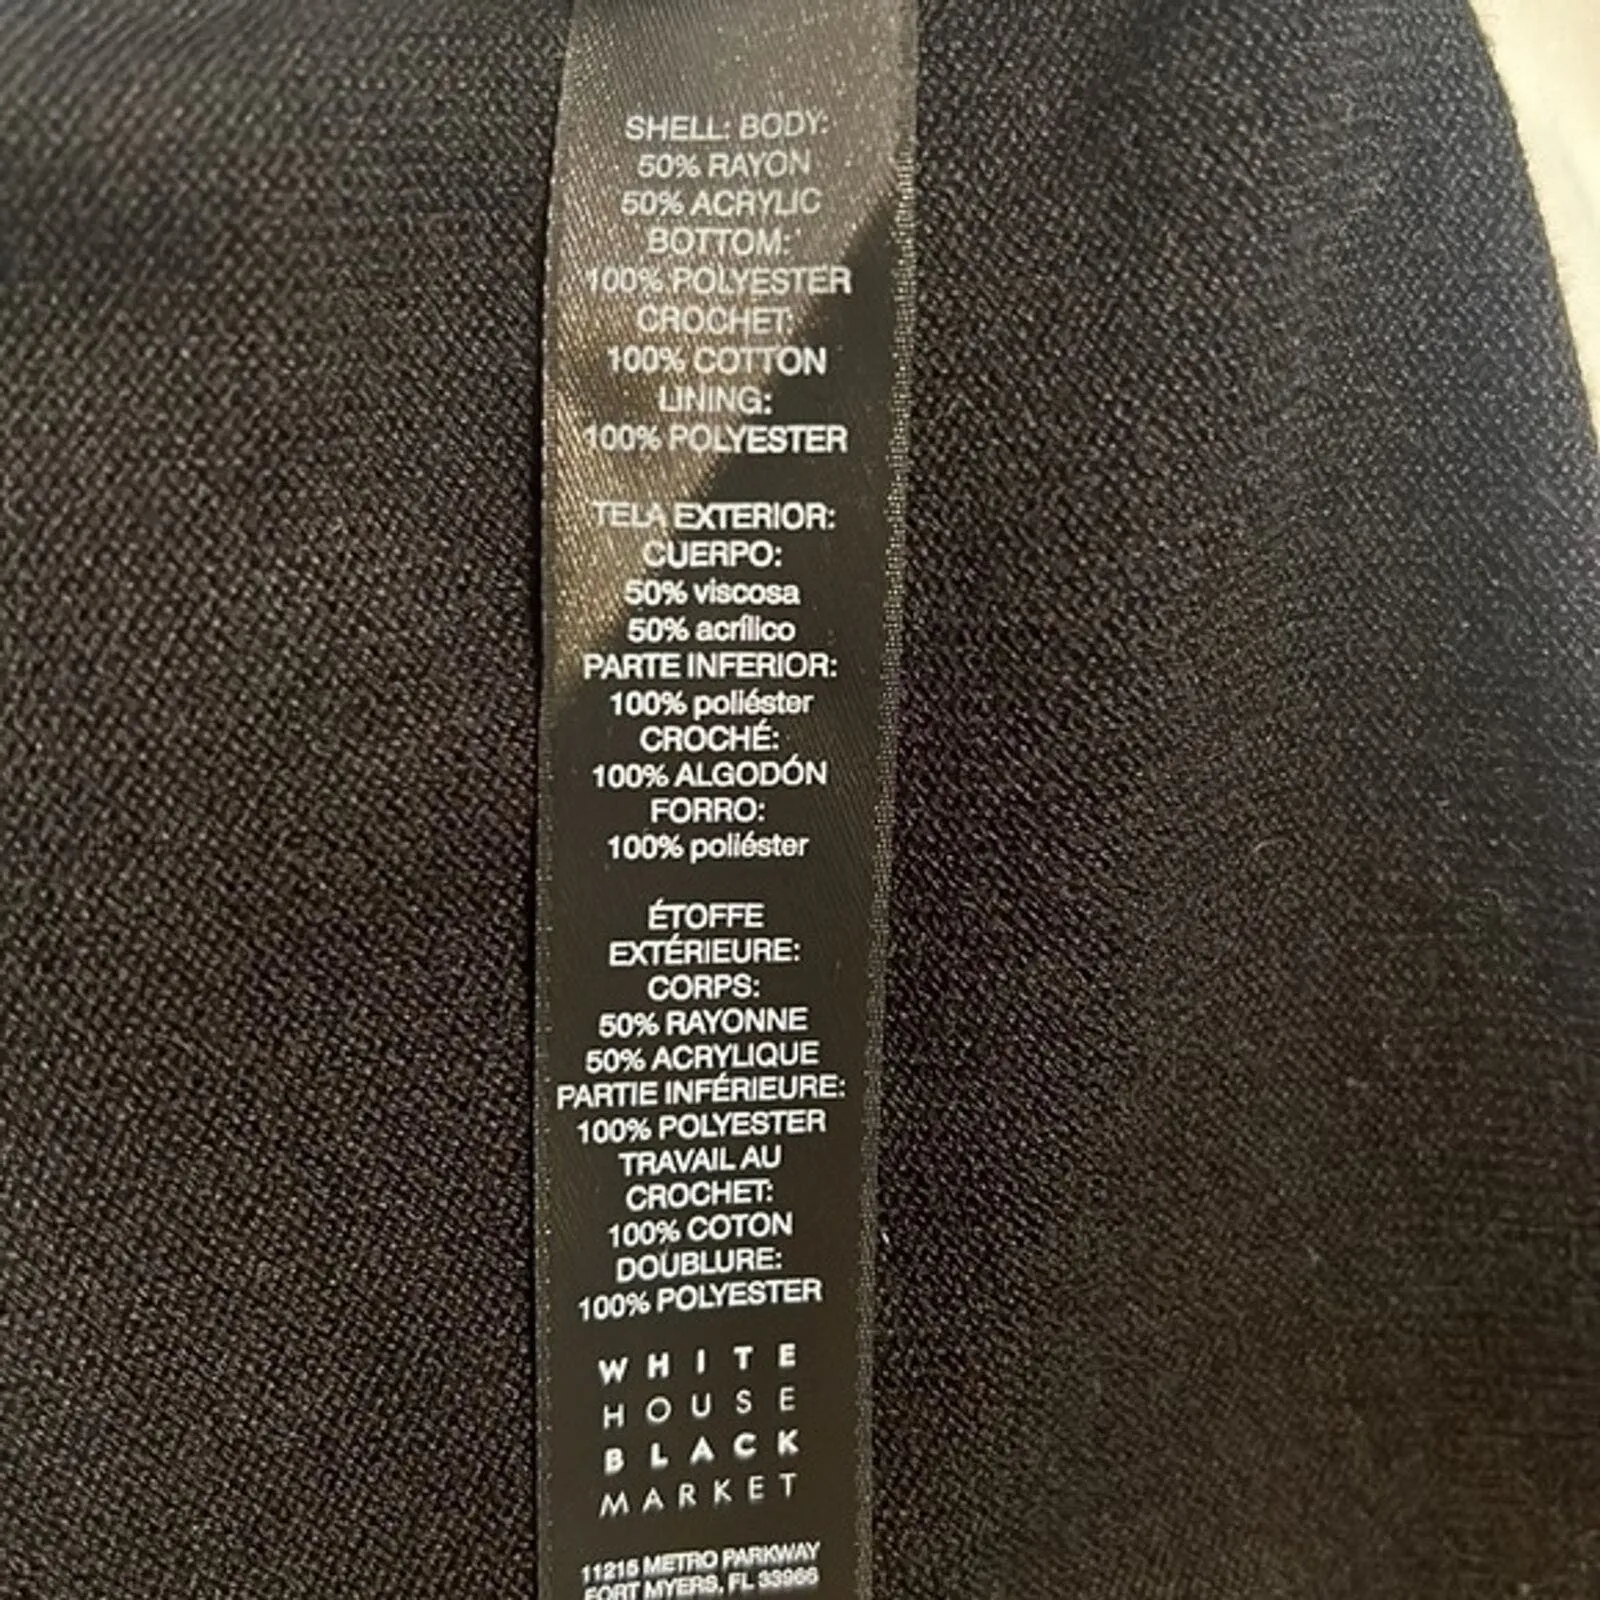 SHELL: BODY:
50% RAYON
50% ACRYLIC
BOTTOM:
100% POLYESTER
CROCHET:
100% COTTON
LINING:
100% POLYESTER
TELA EXTERIOR:
CUERPO:
50% viscosa
50% acrílico
PARTE INFERIOR:
100% poliéster
CROCHÉ:
100% ALGODÓN
FORRO:
100% poliéster
ÉTOFFE
EXTÉRIEURE:
CORPS:
50% RAYONNE
50% ACRYLIQUE
PARTIE INFÉRIEURE:
100% POLYESTER
TRAVAIL AU
CROCHET:
100% COTON
DOUBLURE:
100% POLYESTER
WHITE
HOUSE
BLACK
MARKET
11215 METRO PARKWAY
FORT MYERS, FL 33966